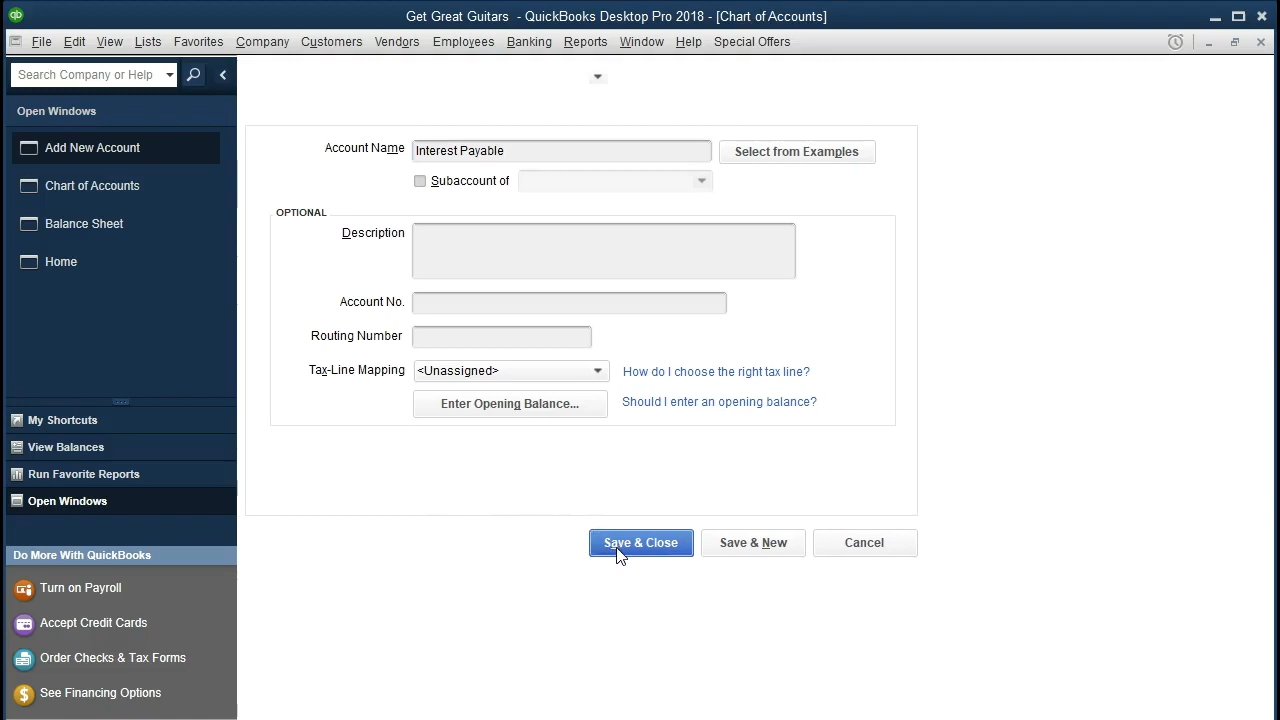 Get Great Guitars - QuickBooks Desktop Pro 2018 - [Chart of Accounts]
File Edit View Lists Favorites Company Customers Vendors Employees Banking Reports Window Help Special Offers
Search Company or Help
Open Windows
Add New Account
Chart of Accounts
Balance Sheet
Home
My Shortcuts
View Balances
Run Favorite Reports
Open Windows
Do More With QuickBooks
Turn on Payroll
Accept Credit Cards
Order Checks & Tax Forms
See Financing Options
Account Name Interest Payable Select from Examples
Subaccount of
OPTIONAL
Description
Account No.
Routing Number
Tax-Line Mapping <Unassigned> How do I choose the right tax line?
Enter Opening Balance... Should I enter an opening balance?
Save & Close Save & New Cancel